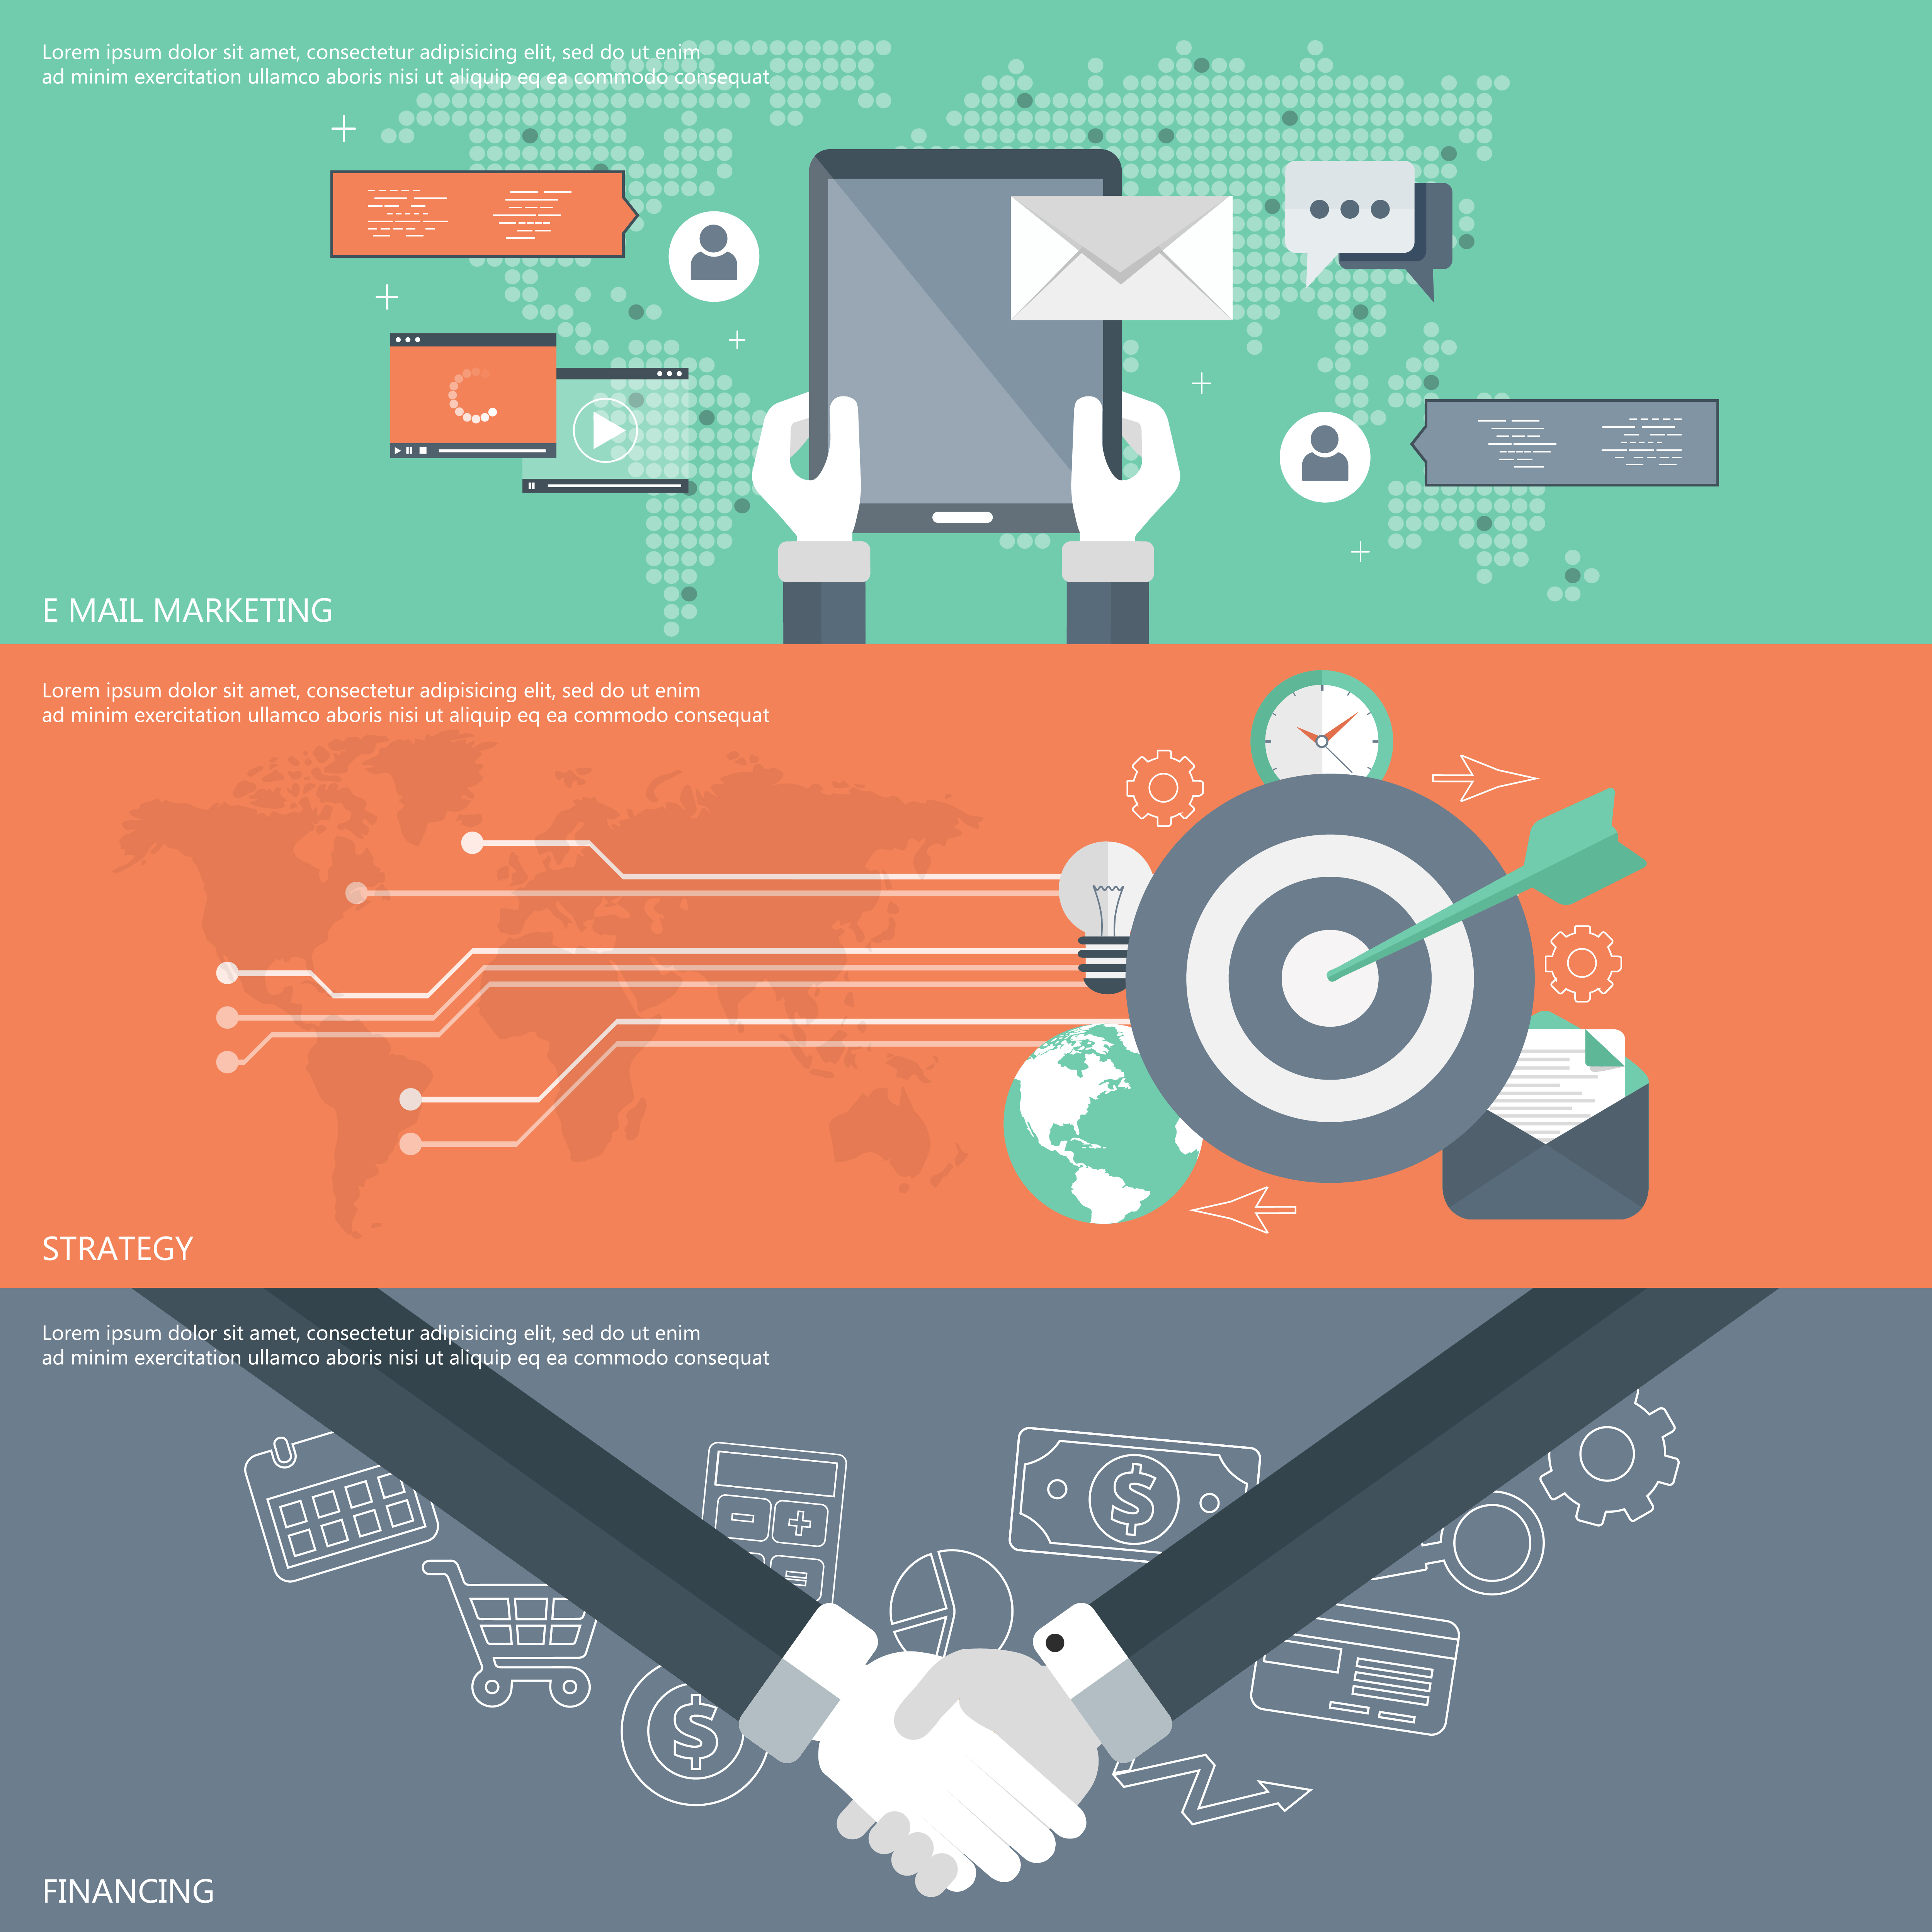 Lorem ipsum dolor sit amet, consectetur adipisicing elit, sed do ut enim
ad minim exercitation ullamco aboris nisi ut aliquip eq ea commodo consequat
E MAIL MARKETING
Lorem ipsum dolor sit amet, consectetur adipisicing elit, sed do ut enim
ad minim exercitation ullamco aboris nisi ut aliquip eq ea commodo consequat
STRATEGY
Lorem ipsum dolor sit amet, consectetur adipisicing elit, sed do ut enim
ad minim exercitation ullamco aboris nisi ut aliquip eq ea commodo consequat
$
$
FINANCING